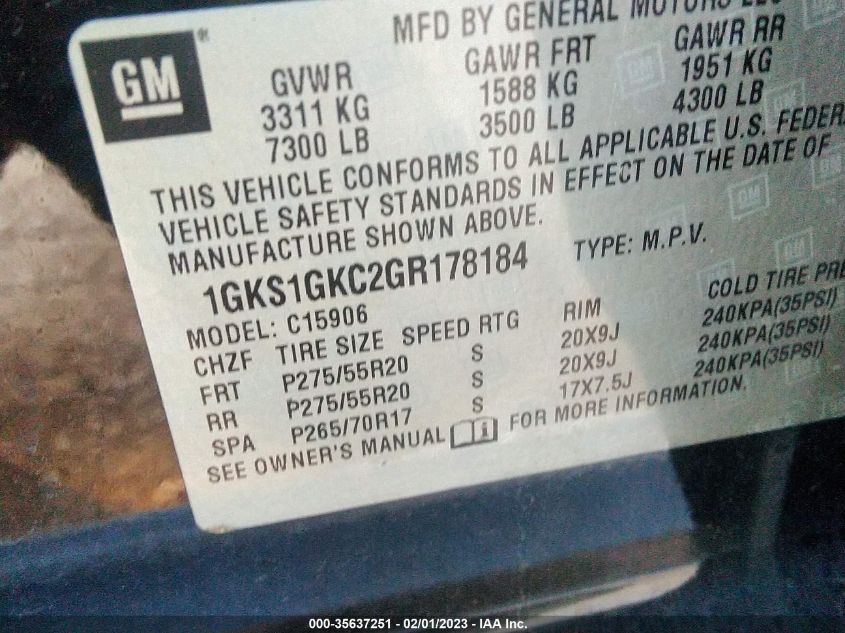 GM
MFD BY GENERAL MOTORS LLC
GVWR GAWR FRT GAWR RR
3311 KG 1588 KG 1951 KG
7300 LB 3500 LB 4300 LB
THIS VEHICLE CONFORMS TO ALL APPLICABLE U.S. FEDER
VEHICLE SAFETY STANDARDS IN EFFECT ON THE DATE OF
MANUFACTURE SHOWN ABOVE.
1GKS1GKC2GR178184 TYPE: M.P.V.
MODEL: C15906
CHZF TIRE SIZE SPEED RTG RIM COLD TIRE PRE
FRT P275/55R20 S 20X9J 240KPA(35PSI)
RR P275/55R20 S 20X9J 240KPA(35PSI)
SPA P265/70R17 S 17X7.5J 240KPA(35PSI)
SEE OWNER'S MANUAL FOR MORE INFORMATION.
000-35637251 - 02/01/2023 - IAA Inc.